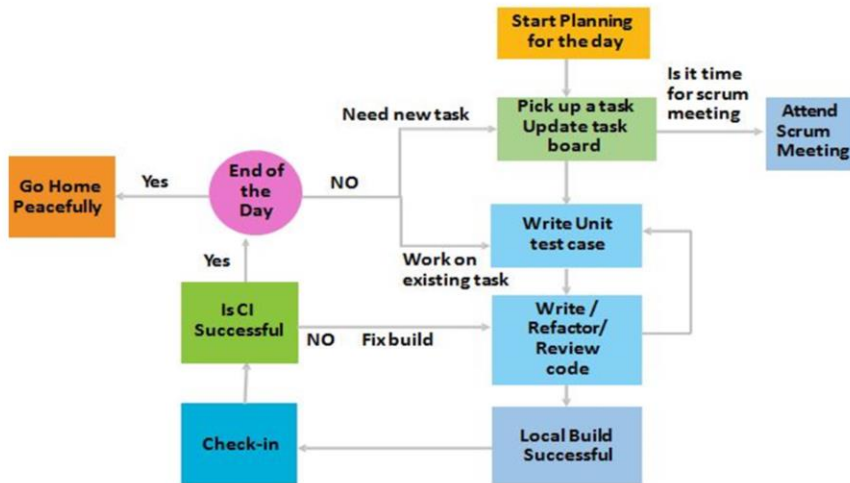 Start Planning
for the day
Is it time
for scrum
meeting
Need new task
Pick up a task
Update task
board
Attend
Scrum
Meeting
Go Home
Peacefully
Yes
End of
the
Day
NO
Write Unit
test case
Work on
existing task
Yes
Is CI
Successful
NO
Fix build
Write /
Refactor/
Review
code
Check-in
Local Build
Successful